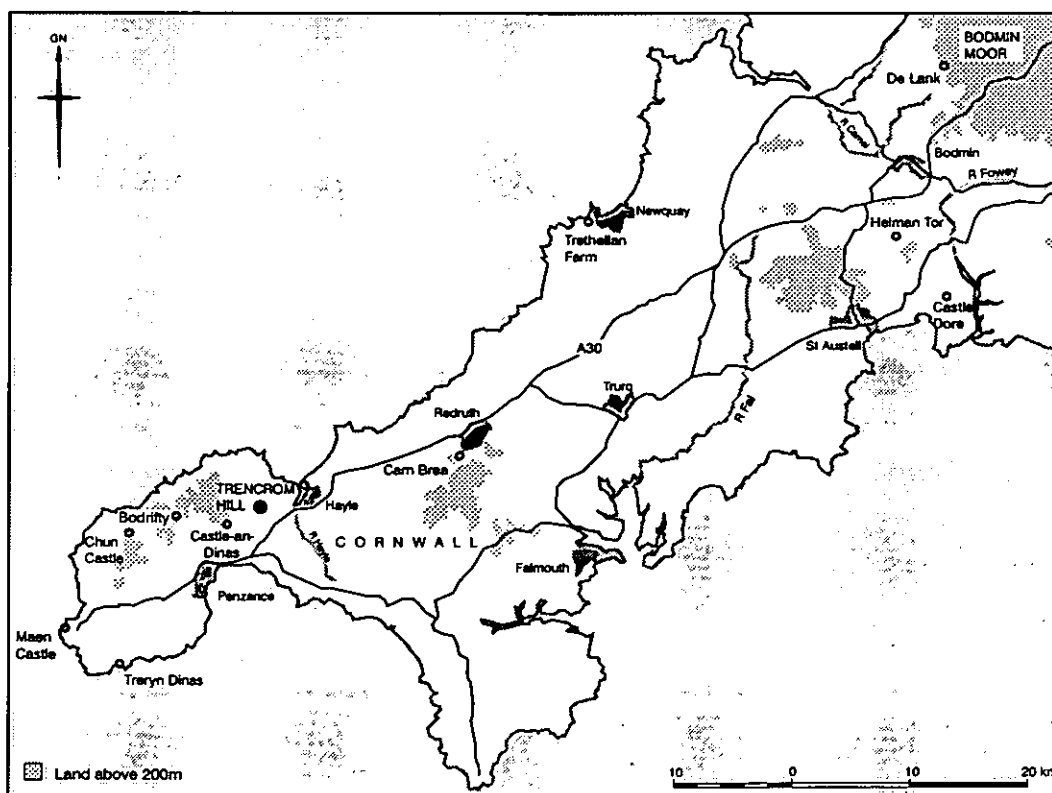 GN
BODMIN
MOOR
De Lank
R Camel
Bodmin
R Fowey
Newquay
Helman Tor
Trethellan
Farm
Castle
Dore
A30
St Austell
Truro
R Fal
Redruth
Carn Brea
TRENCROM
HILL
Hayle
Bodrifty
Chun
Castle
Castle-an-
Dinas
R Hayle
CORNWALL
Falmouth
Penzance
Maen
Castle
Treryn Dinas
Land above 200m
10 0 10 20 km